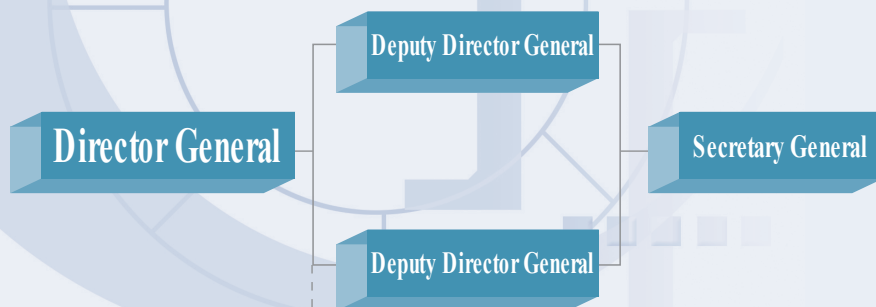 Deputy Director General
Director General
Secretary General
Deputy Director General